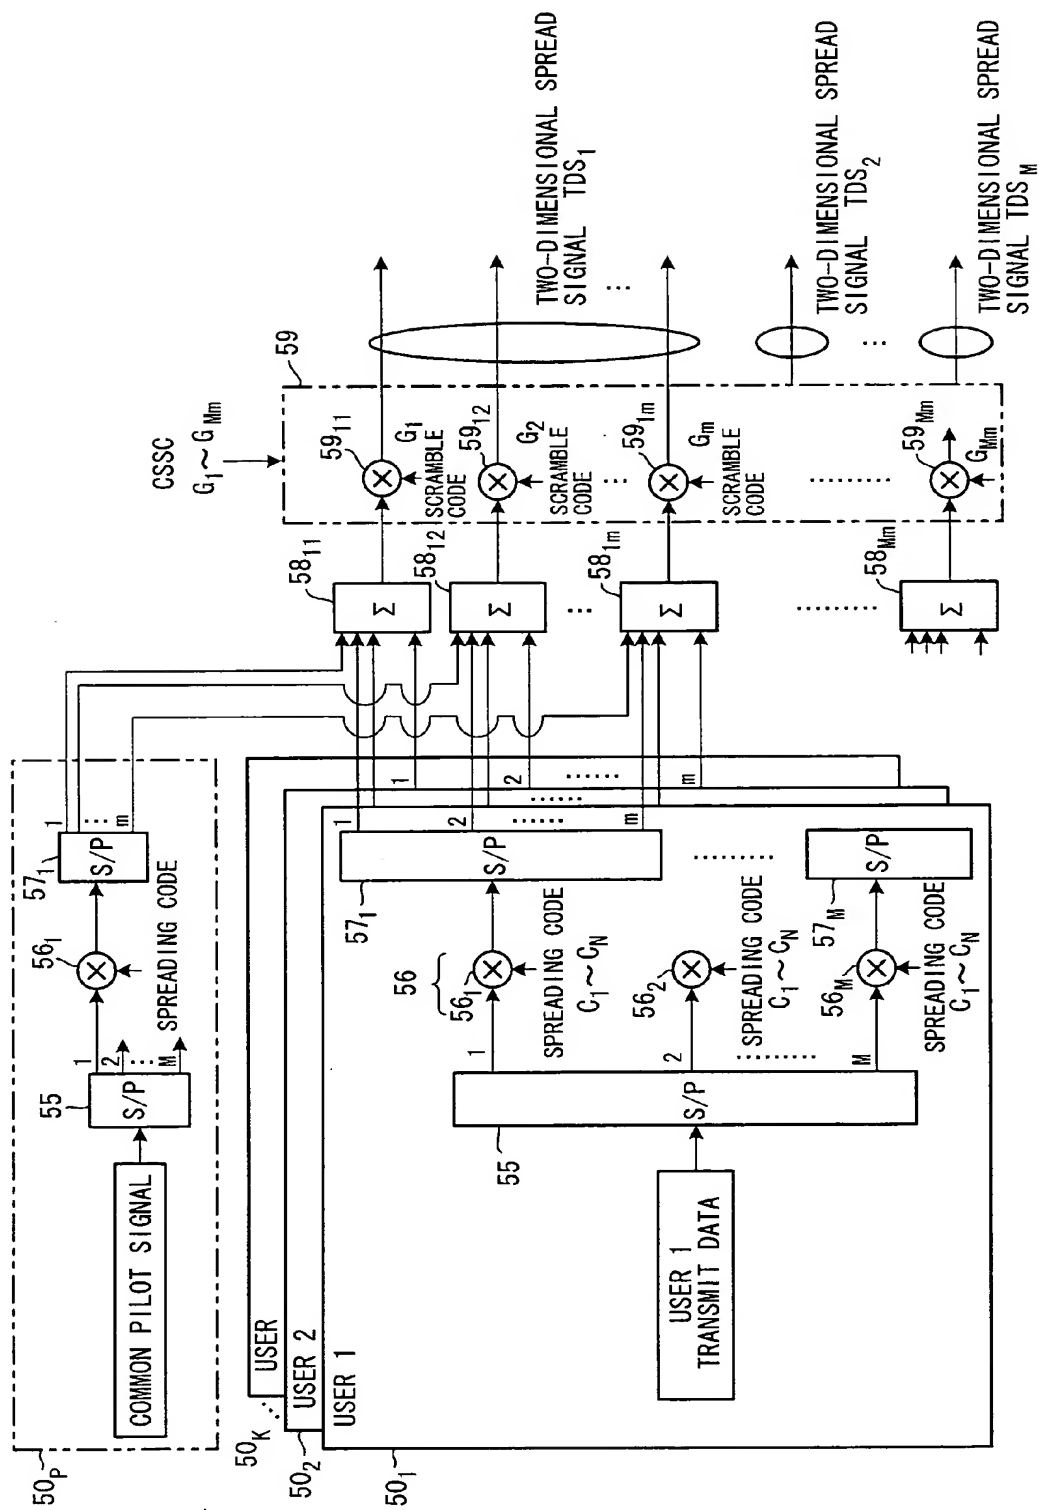 50P
COMMON PILOT SIGNAL
55
S/P
1
2
M
56₁
SPREADING CODE
57₁
S/P
1
m
50K
USER
50₂
USER 2
50₁
USER 1
USER 1
TRANSMIT DATA
55
S/P
1
2
M
56
56₁
SPREADING CODE
C₁~CN
56₂
SPREADING CODE
C₁~CN
56M
SPREADING CODE
C₁~CN
57₁
S/P
57M
S/P
1
2
m
1
2
m
58₁₁
Σ
58₁₂
Σ
58₁m
Σ
58Mm
Σ
CSSC
G₁~GMm
59
59₁₁
G₁
SCRAMBLE
CODE
59₁₂
G₂
SCRAMBLE
CODE
59₁m
Gm
SCRAMBLE
CODE
59Mm
GMm
TWO-DIMENSIONAL SPREAD
SIGNAL TDS₁
TWO-DIMENSIONAL SPREAD
SIGNAL TDS₂
TWO-DIMENSIONAL SPREAD
SIGNAL TDSM